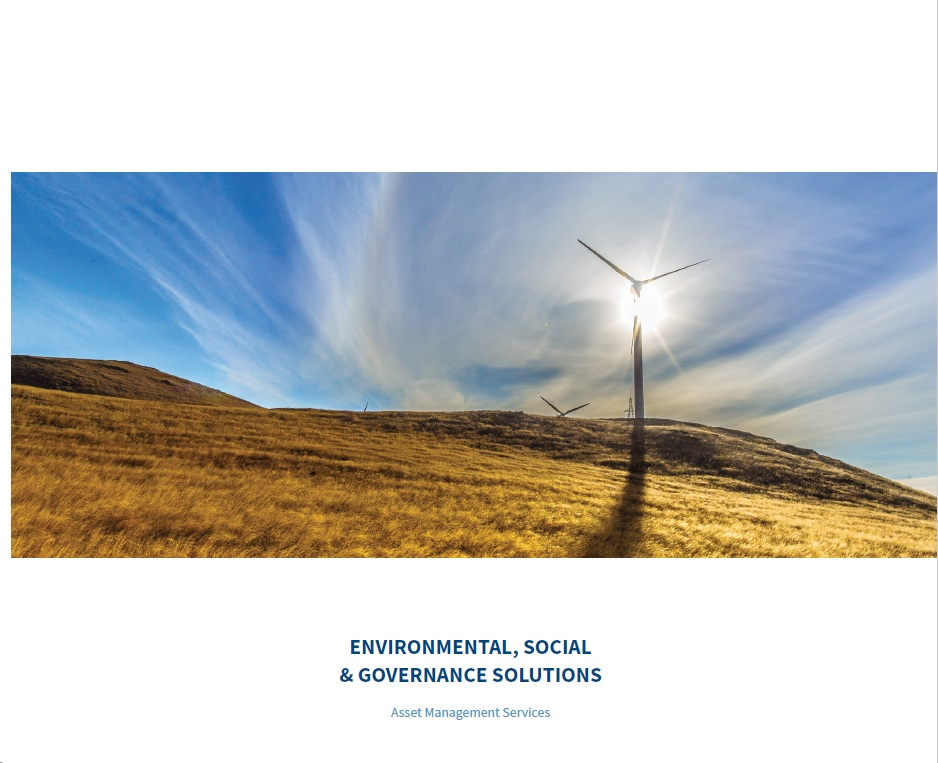 ENVIRONMENTAL, SOCIAL
& GOVERNANCE SOLUTIONS
Asset Management Services